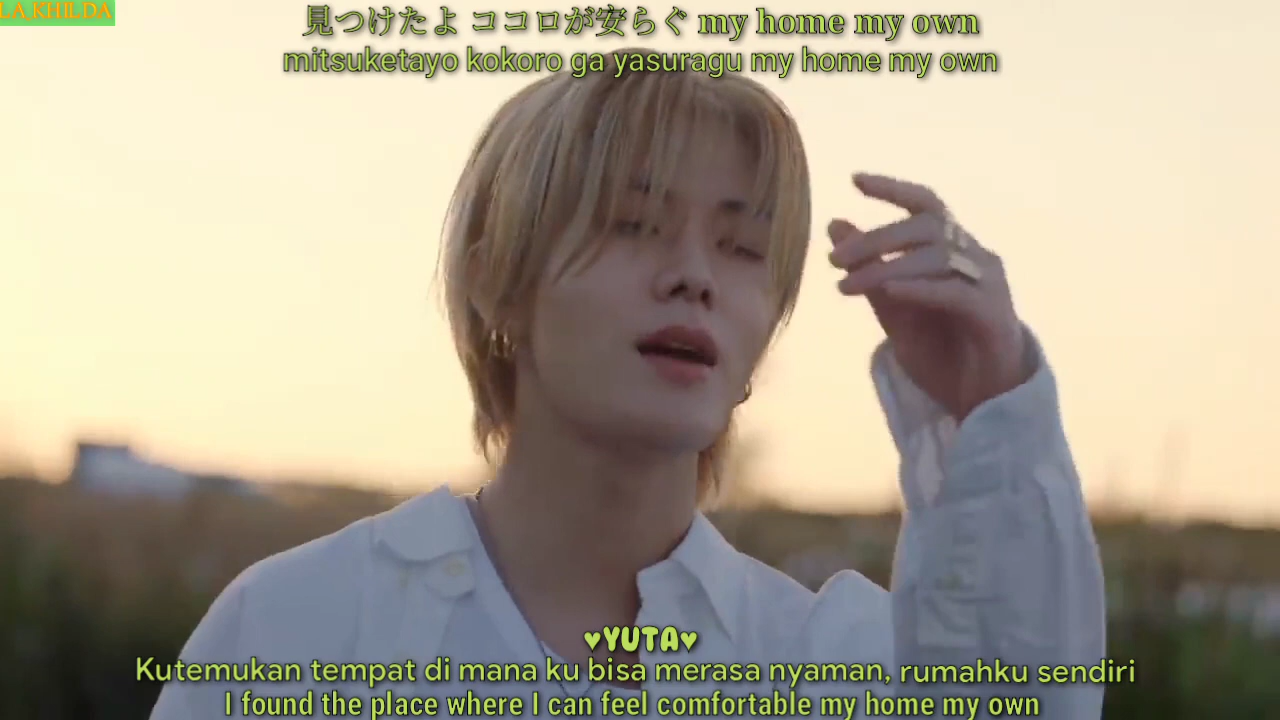 LA_KHILDA
見つけたよ ココロが安らぐ my home my own
mitsuketayo kokoro ga yasuragu my home my own
♥YUTA♥
Kutemukan tempat di mana ku bisa merasa nyaman, rumahku sendiri
I found the place where I can feel comfortable my home my own